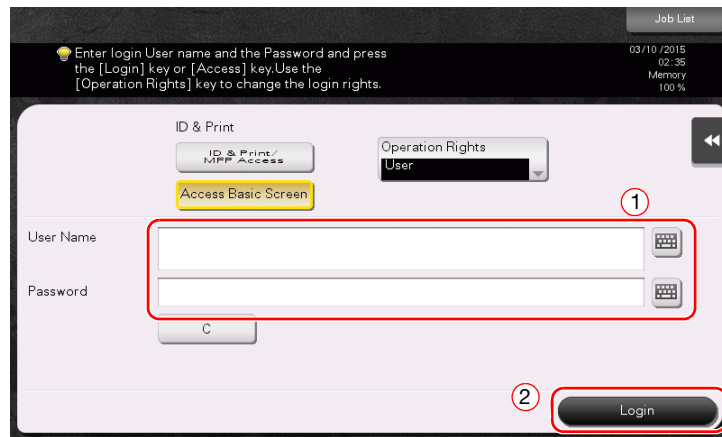 Job List
Enter login User name and the Password and press
the [Login] key or [Access] key.Use the
[Operation Rights] key to change the login rights.
03/10 /2015
02:35
Memory
100 %
ID & Print
ID & Print/
MFP Access
Operation Rights
User
Access Basic Screen
1
User Name
Password
C
2
Login